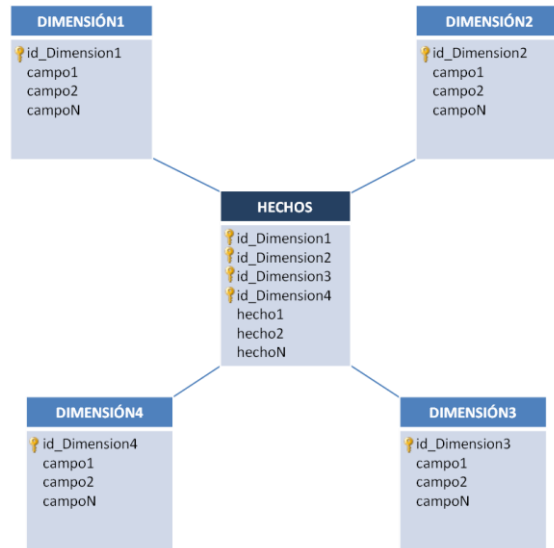 DIMENSIÓN1
id_Dimension1
campo1
campo2
campoN
DIMENSIÓN2
id_Dimension2
campo1
campo2
campoN
HECHOS
id_Dimension1
id_Dimension2
id_Dimension3
id_Dimension4
hecho1
hecho2
hechoN
DIMENSIÓN4
id_Dimension4
campo1
campo2
campoN
DIMENSIÓN3
id_Dimension3
campo1
campo2
campoN